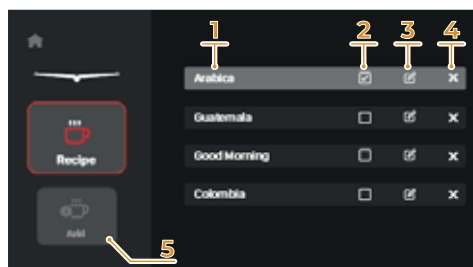 1 2 3 4
Arabica
Guatemala
Recipe
Good Morning
Colombia
Add
5